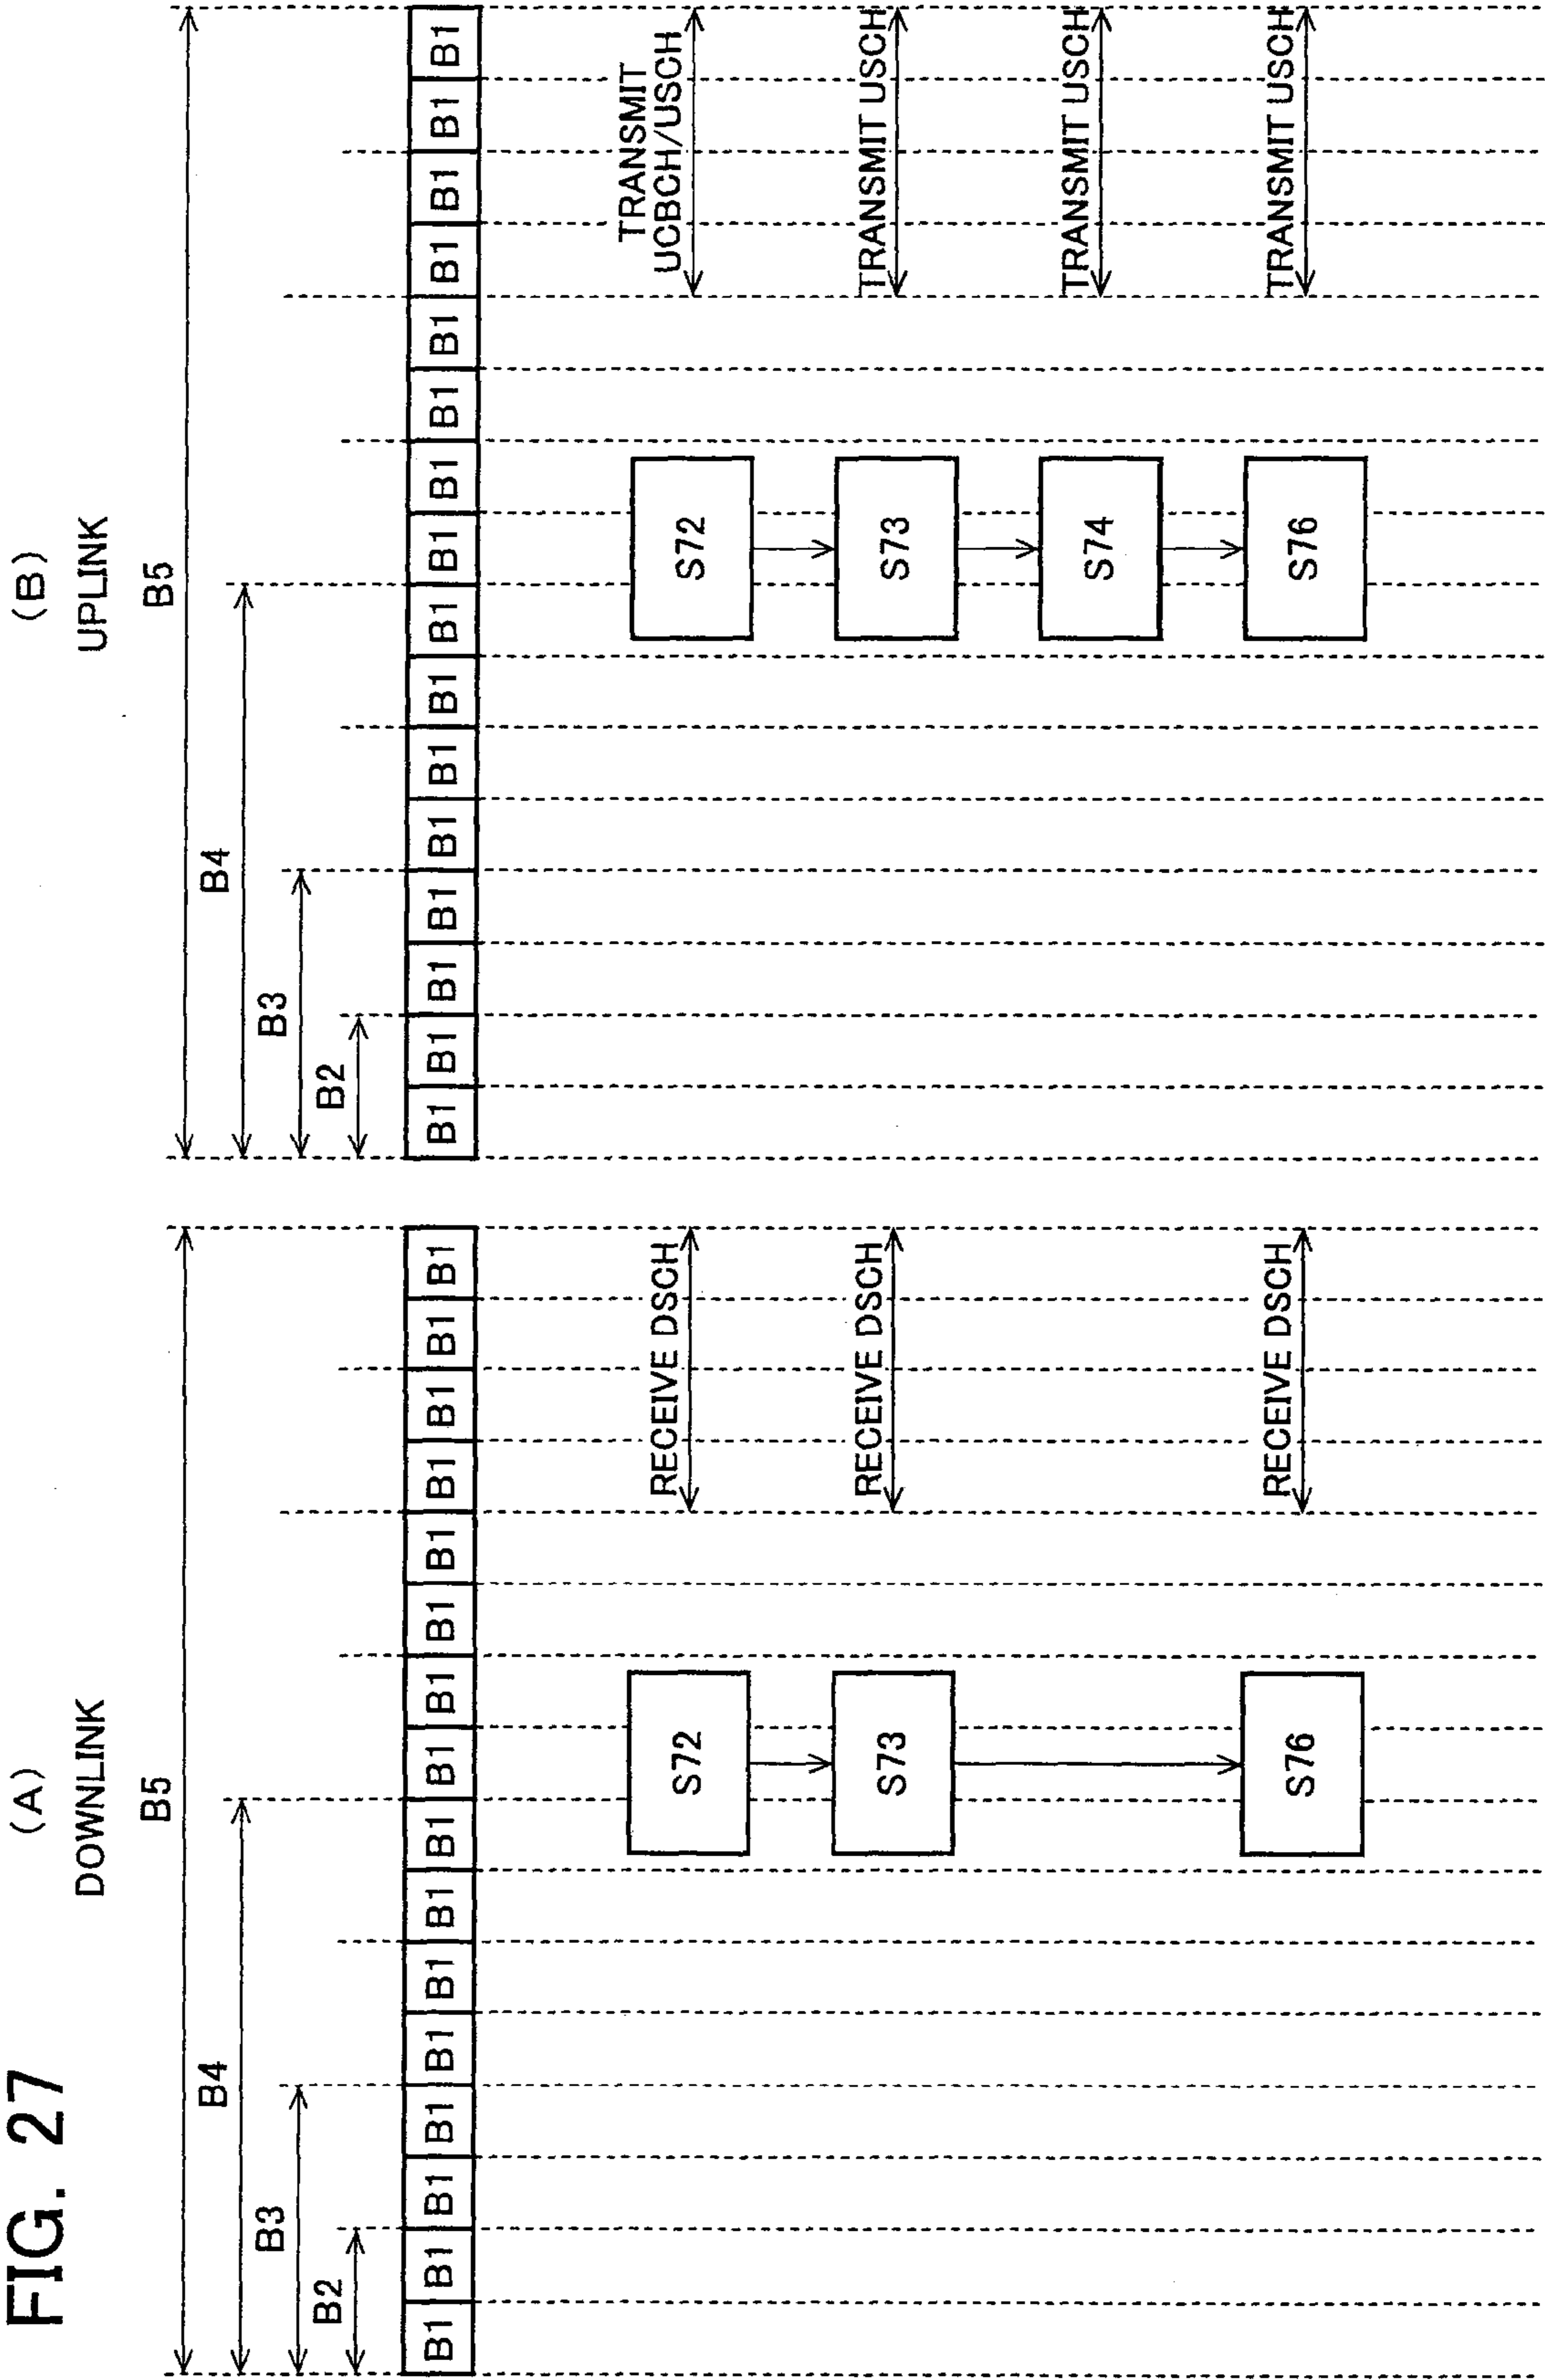 FIG. 27
(A)
DOWNLINK
B5
B4
B3
B2
B1 B1 B1 B1 B1 B1 B1 B1 B1 B1 B1 B1 B1 B1 B1 B1
S72
RECEIVE DSCH
S73
RECEIVE DSCH
S76
RECEIVE DSCH
(B)
UPLINK
B5
B4
B3
B2
B1 B1 B1 B1 B1 B1 B1 B1 B1 B1 B1 B1 B1 B1 B1 B1
TRANSMIT
UCBCH/USCH
S72
TRANSMIT USCH
S73
TRANSMIT USCH
S74
TRANSMIT USCH
S76